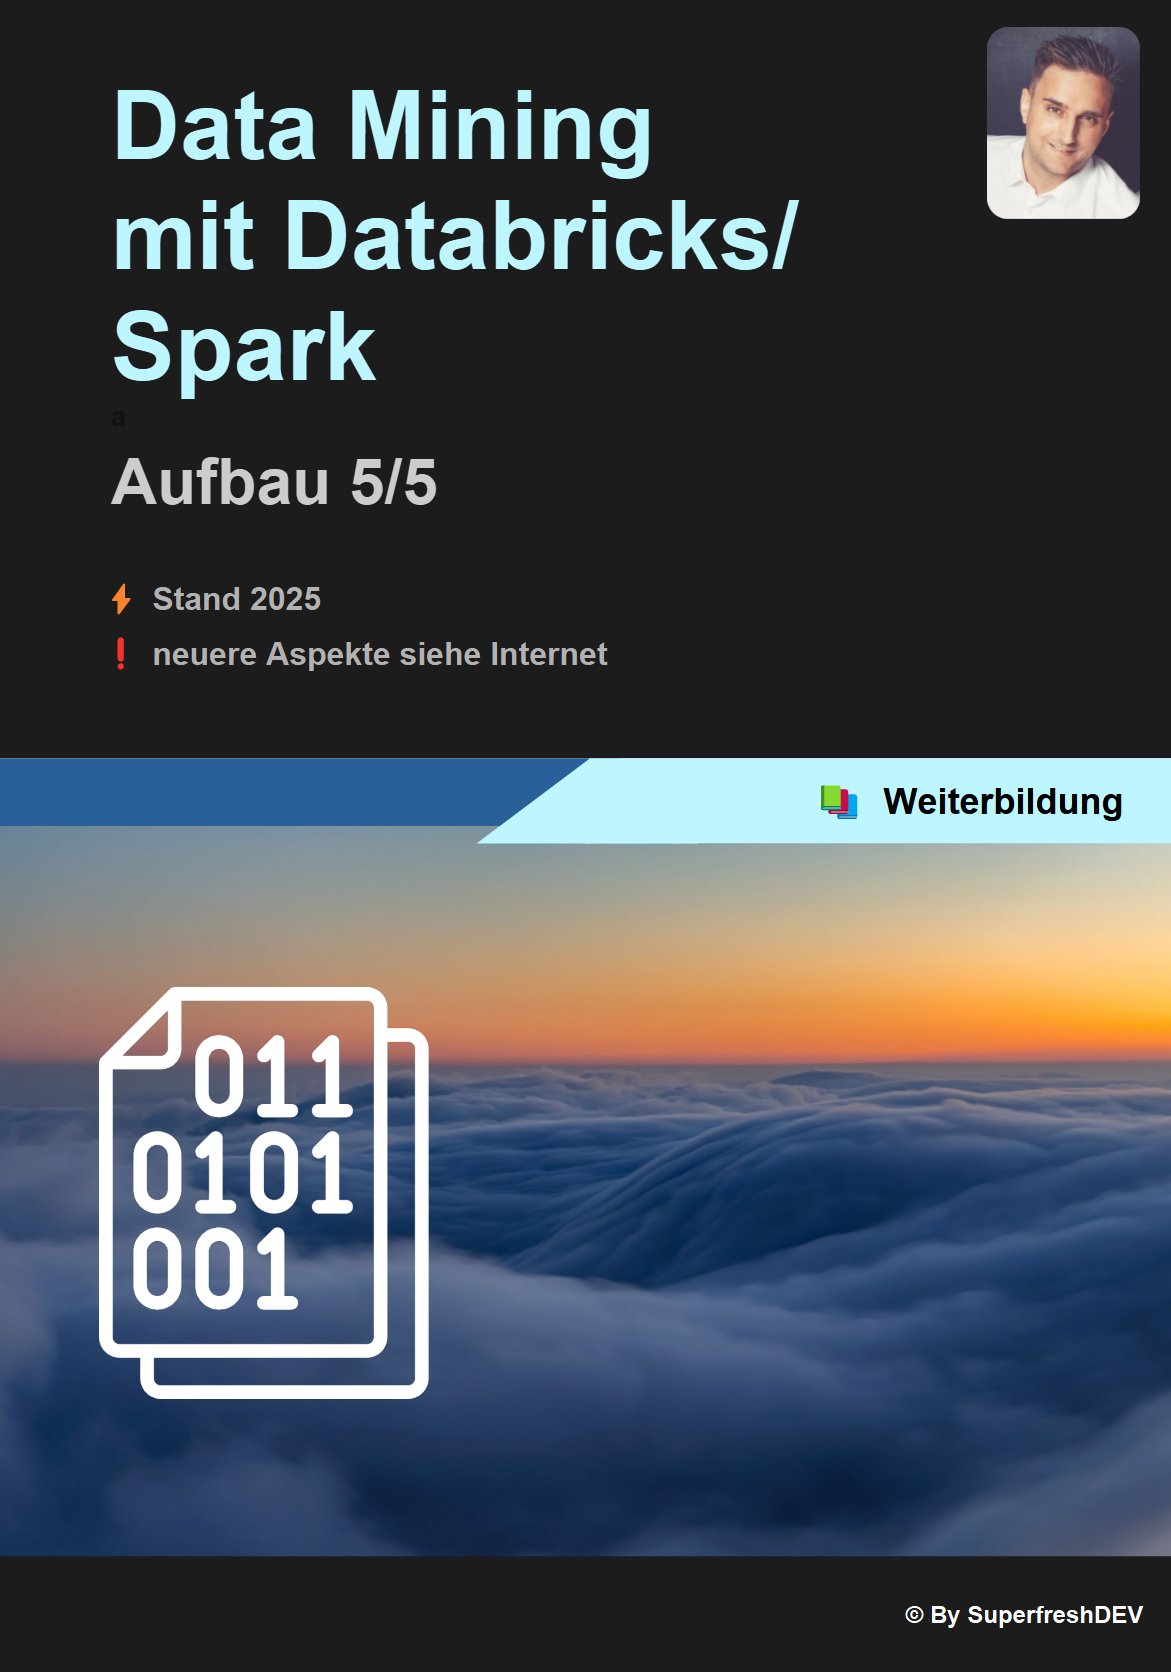 Data Mining
mit Databricks/
Spark
a
Aufbau 5/5
Stand 2025
neuere Aspekte siehe Internet
Weiterbildung
011
0101
001
© By SuperfreshDEV